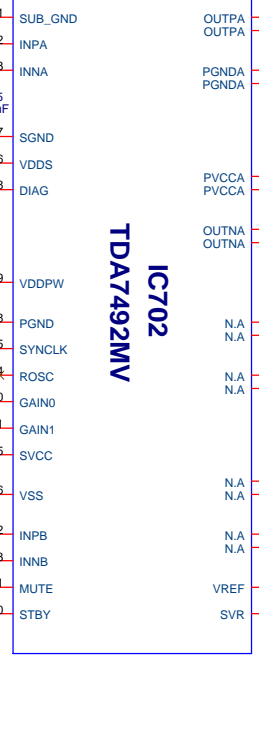 SUB_GND
INPA
INNA
SGND
VDDS
DIAG
VDDPW
PGND
SYNCLK
ROSC
GAIN0
GAIN1
SVCC
VSS
INPB
INNB
MUTE
STBY
IC702
TDA7492MV
OUTPA
OUTPA
PGNDA
PGNDA
PVCCA
PVCCA
OUTNA
OUTNA
N.A
N.A
N.A
N.A
N.A
N.A
N.A
N.A
VREF
SVR